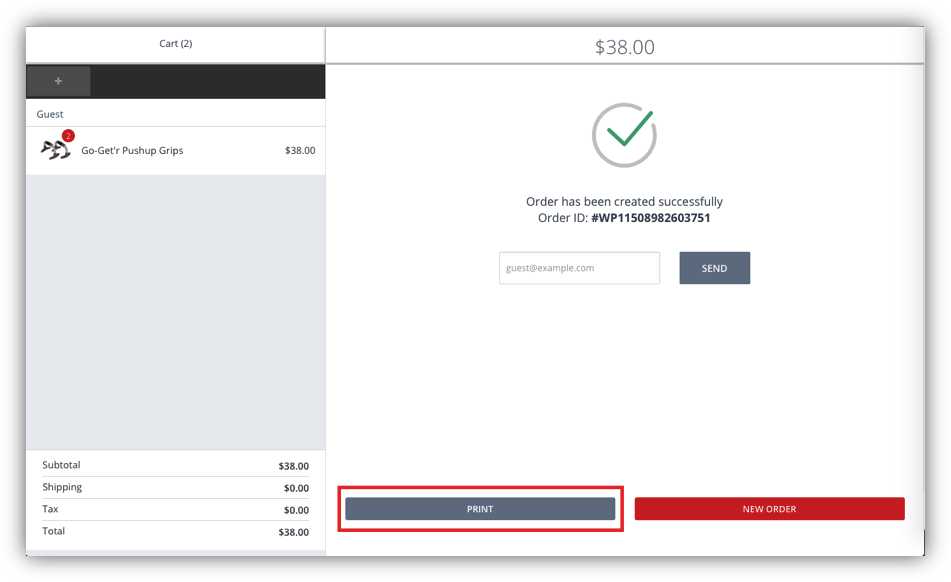 Cart (2)
$38.00
+
Guest
2
Go-Get'r Pushup Grips $38.00
Order has been created successfully
Order ID: #WP11508982603751
guest@example.com SEND
Subtotal $38.00
Shipping $0.00
Tax $0.00
Total $38.00
PRINT NEW ORDER